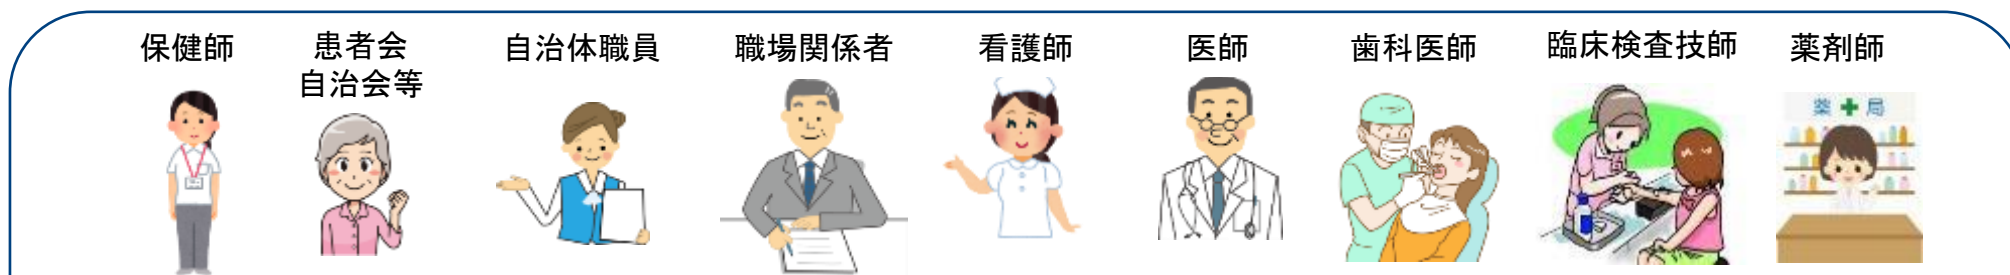 保健師
患者会
自治会等
自治体職員
職場関係者
看護師
医師
歯科医師
臨床検査技師
薬剤師
薬 局